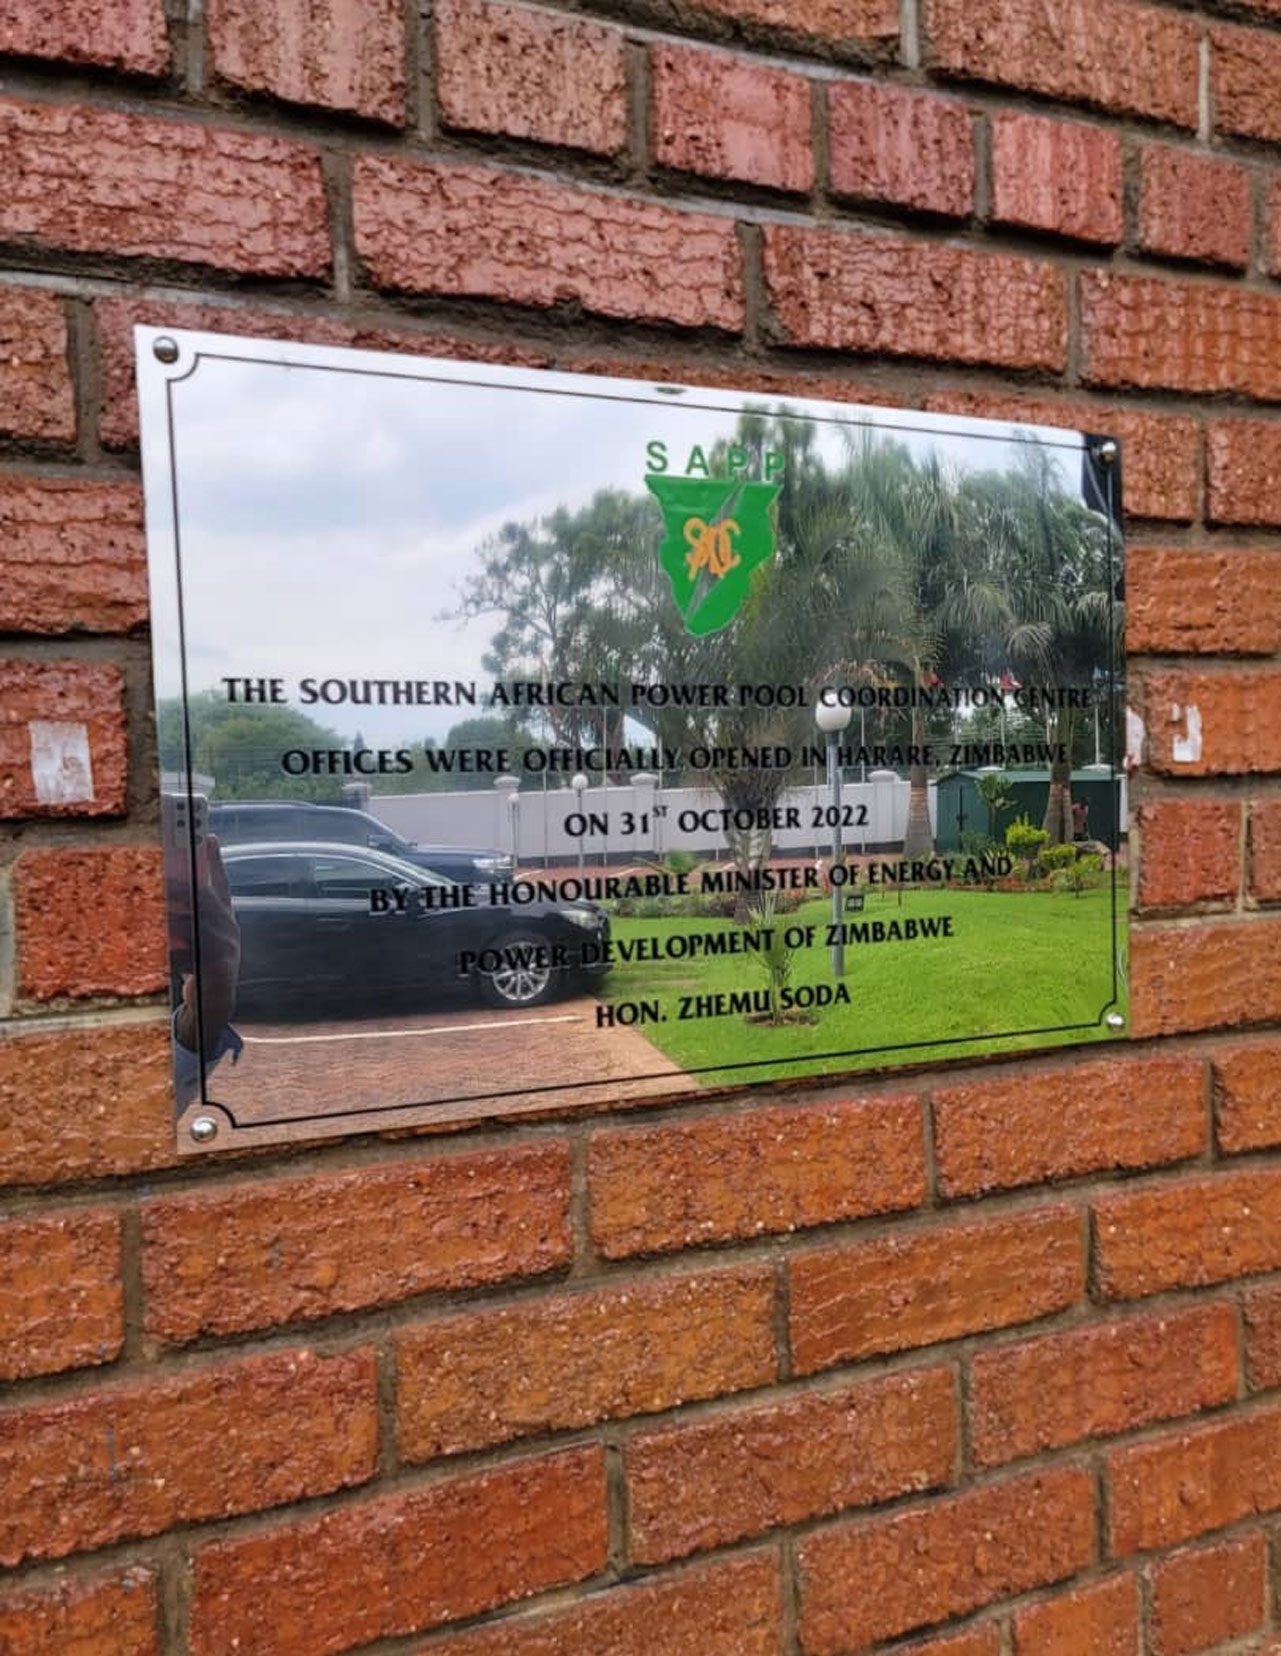 SAPP
THE SOUTHERN AFRICAN POWER POOL COORDINATION CENTRE
OFFICES WERE OFFICIALLY OPENED IN HARARE, ZIMBABWE
ON 31ST OCTOBER 2022
BY THE HONOURABLE MINISTER OF ENERGY AND
POWER DEVELOPMENT OF ZIMBABWE
HON. ZHEMU SODA